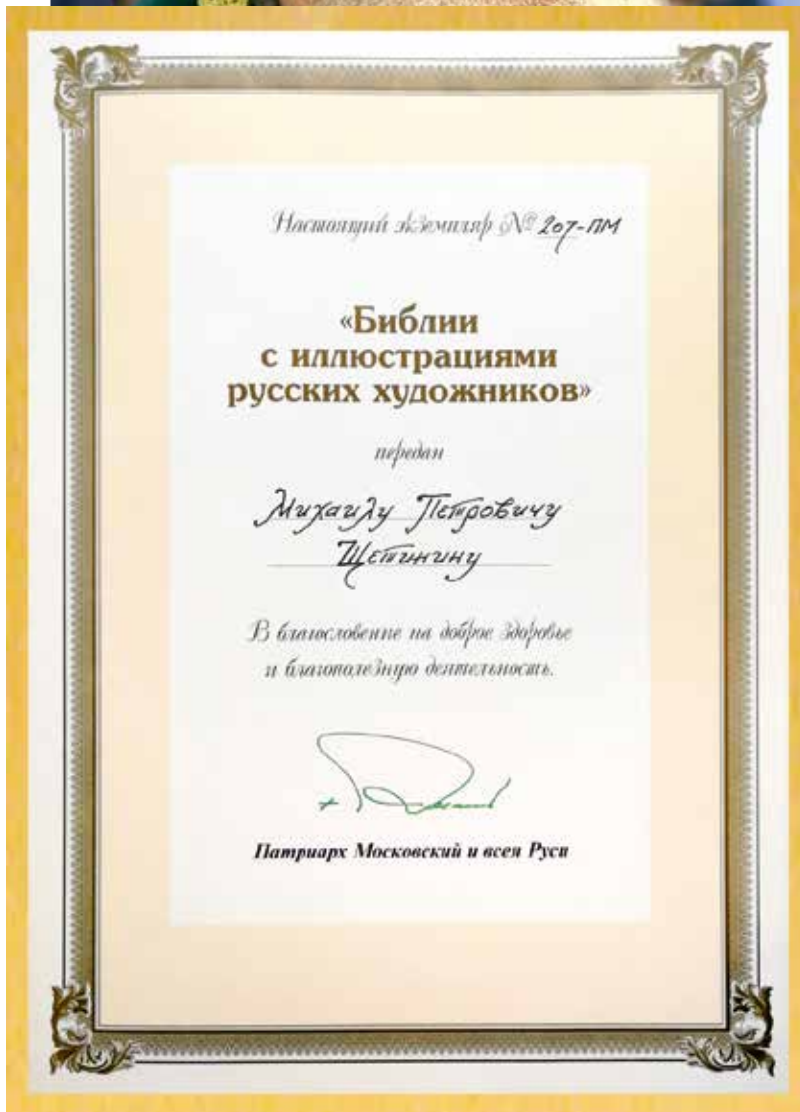 Настоящий экземпляр № 207-ПМ
«Библии
с иллюстрациями
русских художников»
передан
Михаилу Петровичу
Щетинину
В благословение на доброе здоровье
и благополезную деятельность.
Патриарх Московский и всея Руси